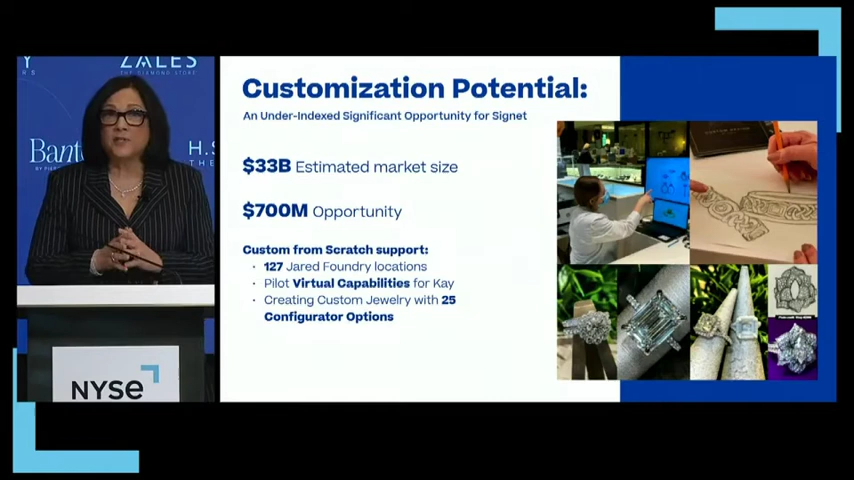 ZALES
THE DIAMOND STORE
Customization Potential:
An Under-Indexed Significant Opportunity for Signet
$33B Estimated market size
$700M Opportunity
Custom from Scratch support:
· 127 Jared Foundry locations
· Pilot Virtual Capabilities for Kay
· Creating Custom Jewelry with 25
Configurator Options
NYSE